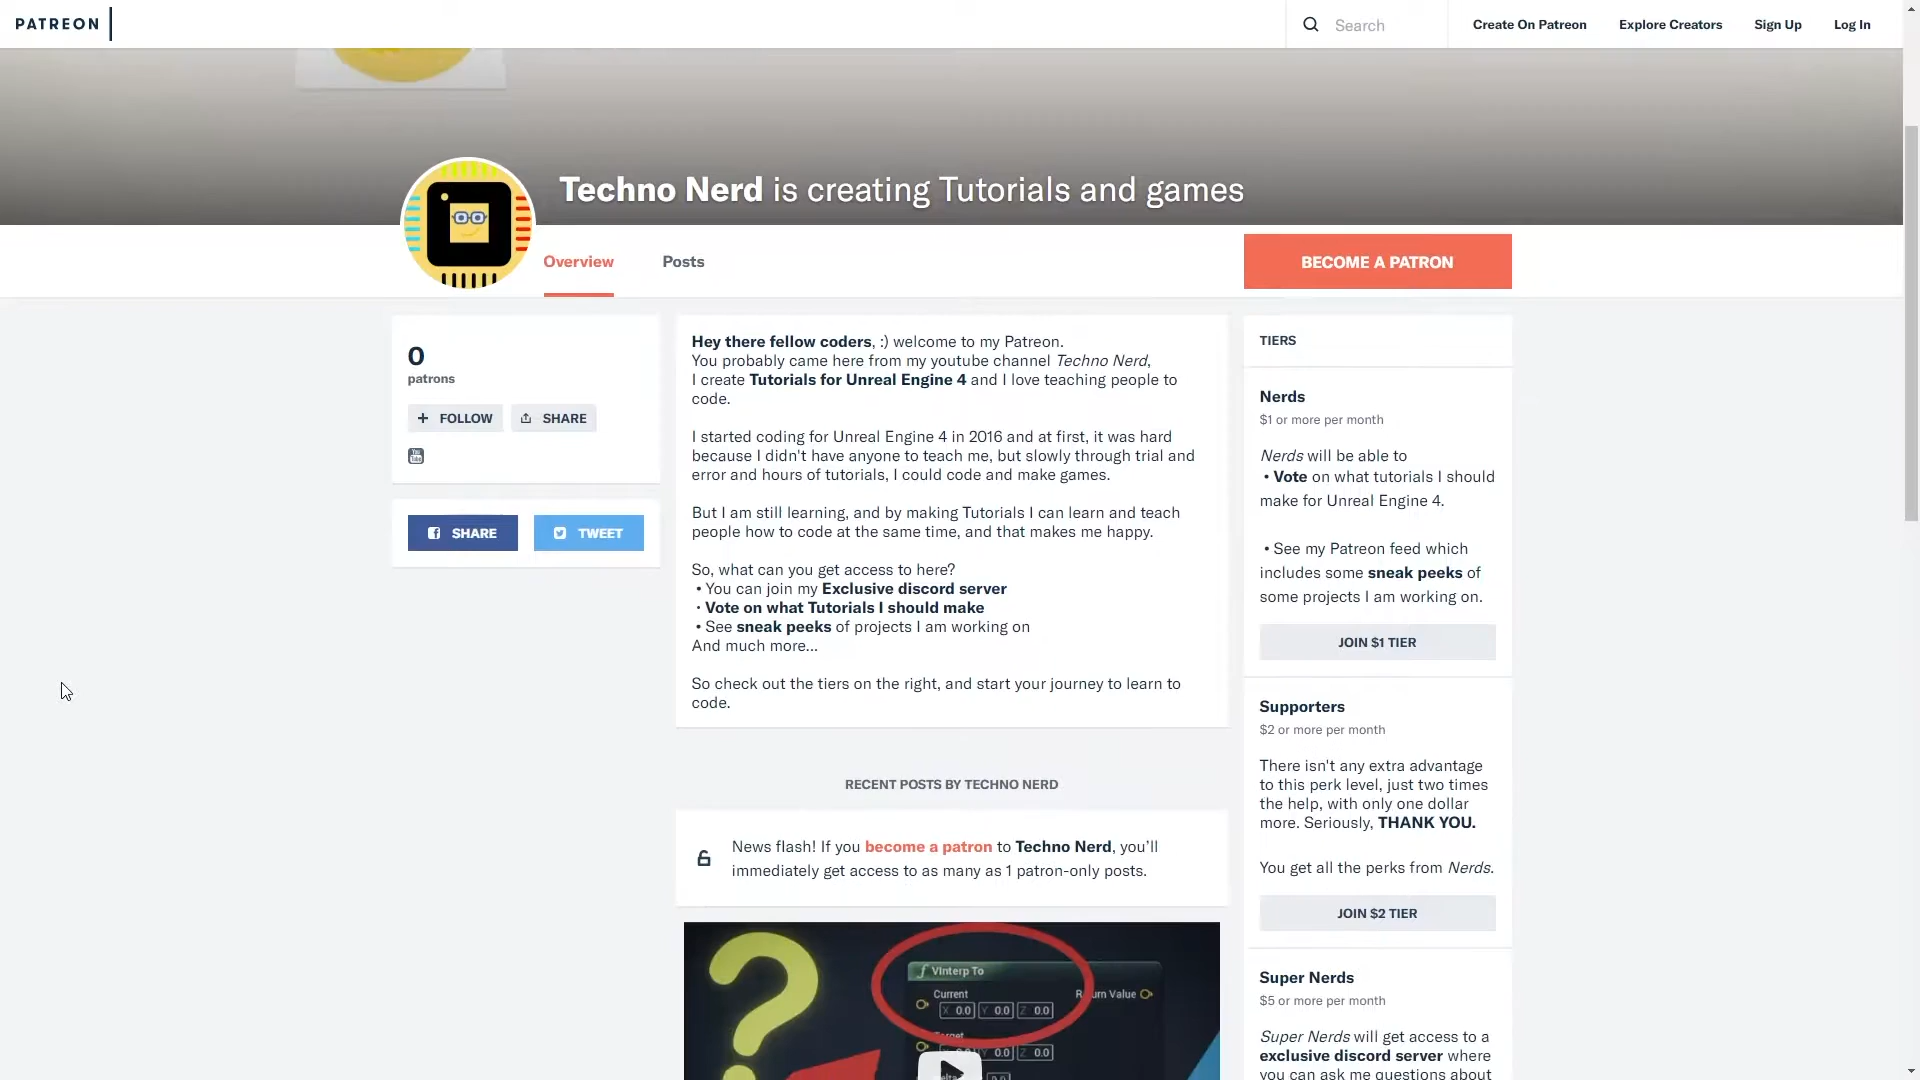 PATREON
Search
Create On Patreon
Explore Creators
Sign Up
Log In
Techno Nerd is creating Tutorials and games
Overview
Posts
BECOME A PATRON
0
patrons
+ FOLLOW
SHARE
SHARE
TWEET
Hey there fellow coders, :) welcome to my Patreon.
You probably came here from my youtube channel Techno Nerd,
I create Tutorials for Unreal Engine 4 and I love teaching people to
code.
I started coding for Unreal Engine 4 in 2016 and at first, it was hard
because I didn't have anyone to teach me, but slowly through trial and
error and hours of tutorials, I could code and make games.
But I am still learning, and by making Tutorials I can learn and teach
people how to code at the same time, and that makes me happy.
So, what can you get access to here?
• You can join my Exclusive discord server
• Vote on what Tutorials I should make
• See sneak peeks of projects I am working on
And much more...
So check out the tiers on the right, and start your journey to learn to
code.
RECENT POSTS BY TECHNO NERD
News flash! If you become a patron to Techno Nerd, you’ll
immediately get access to as many as 1 patron-only posts.
?
f VInterp To
Current
X 0.0 Y 0.0 Z 0.0
Target
0.0 Z 0.0
TIERS
Nerds
$1 or more per month
Nerds will be able to
• Vote on what tutorials I should
make for Unreal Engine 4.
• See my Patreon feed which
includes some sneak peeks of
some projects I am working on.
JOIN $1 TIER
Supporters
$2 or more per month
There isn't any extra advantage
to this perk level, just two times
the help, with only one dollar
more. Seriously, THANK YOU.
You get all the perks from Nerds.
JOIN $2 TIER
Super Nerds
$5 or more per month
Super Nerds will get access to a
exclusive discord server where
you can ask me questions about